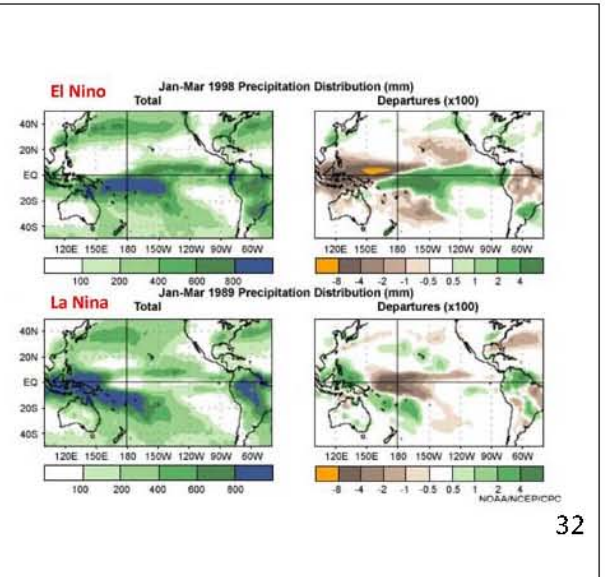 El Nino
Jan-Mar 1998 Precipitation Distribution (mm)
Total
Departures (x100)
40N
20N
EQ
20S
40S
120E 150E 180 150W 120W 90W 60W
120E 150E 180 150W 120W 90W 60W
100 200 400 600 800
-8 -4 -2 -1 -0.5 0.5 1 2 4
La Nina
Jan-Mar 1989 Precipitation Distribution (mm)
Total
Departures (x100)
40N
20N
EQ
20S
40S
120E 150E 180 150W 120W 90W 60W
120E 150E 180 150W 120W 90W 60W
100 200 400 600 800
-8 -4 -2 -1 -0.5 0.5 1 2 4
NOAA/NCEP/CPC
32